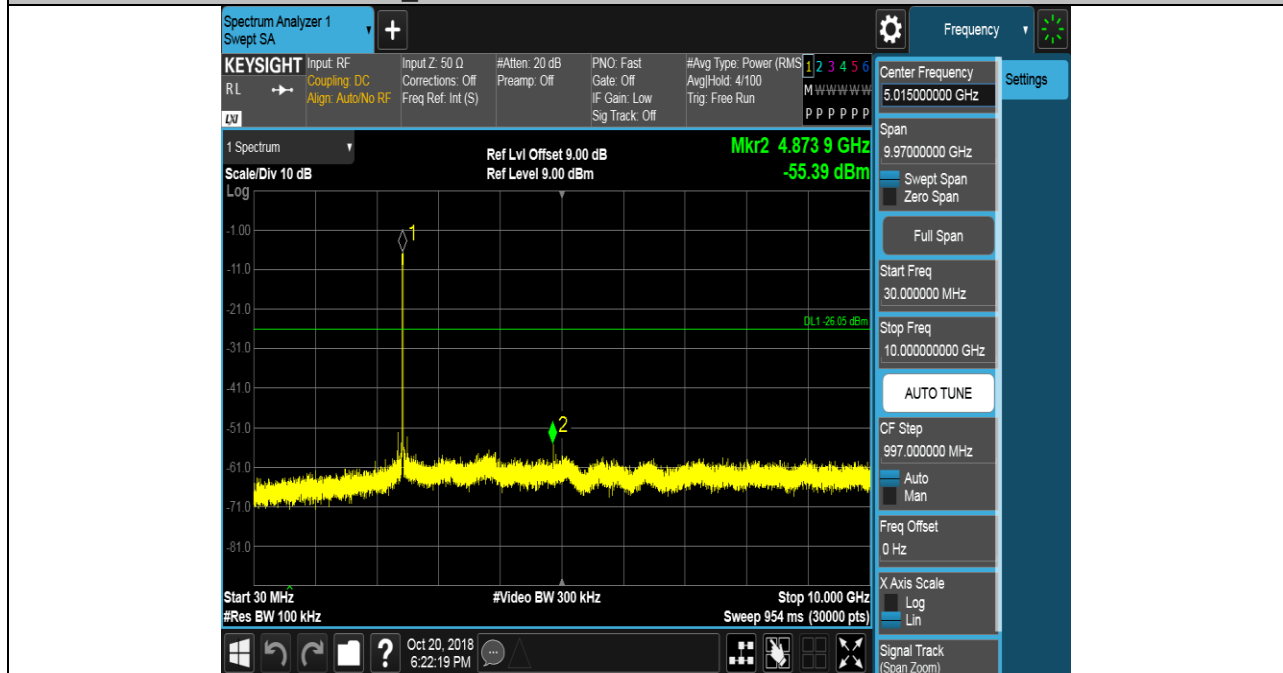 Spectrum Analyzer 1
Swept SA
+
Frequency
KEYSIGHT
RL
LXI
Input: RF
Coupling: DC
Align: Auto/No RF
Input Z: 50 Ω
Corrections: Off
Freq Ref: Int (S)
#Atten: 20 dB
Preamp: Off
PNO: Fast
Gate: Off
IF Gain: Low
Sig Track: Off
#Avg Type: Power (RMS
Avg|Hold: 4/100
Trig: Free Run
1 2 3 4 5 6
M W W W W W
P P P P P P
Center Frequency
5.015000000 GHz
Settings
Span
9.97000000 GHz
Swept Span
Zero Span
Full Span
Start Freq
30.000000 MHz
Stop Freq
10.000000000 GHz
AUTO TUNE
CF Step
997.000000 MHz
Auto
Man
Freq Offset
0 Hz
X Axis Scale
Log
Lin
Signal Track
(Span Zoom)
1 Spectrum
Scale/Div 10 dB
Log
Ref Lvl Offset 9.00 dB
Ref Level 9.00 dBm
Mkr2 4.873 9 GHz
-55.39 dBm
1
-1.00
-11.0
-21.0
DL1 -26.05 dBm
-31.0
-41.0
-51.0
2
-61.0
-71.0
-81.0
Start 30 MHz
#Video BW 300 kHz
Stop 10.000 GHz
#Res BW 100 kHz
Sweep 954 ms (30000 pts)
?
Oct 20, 2018
6:22:19 PM